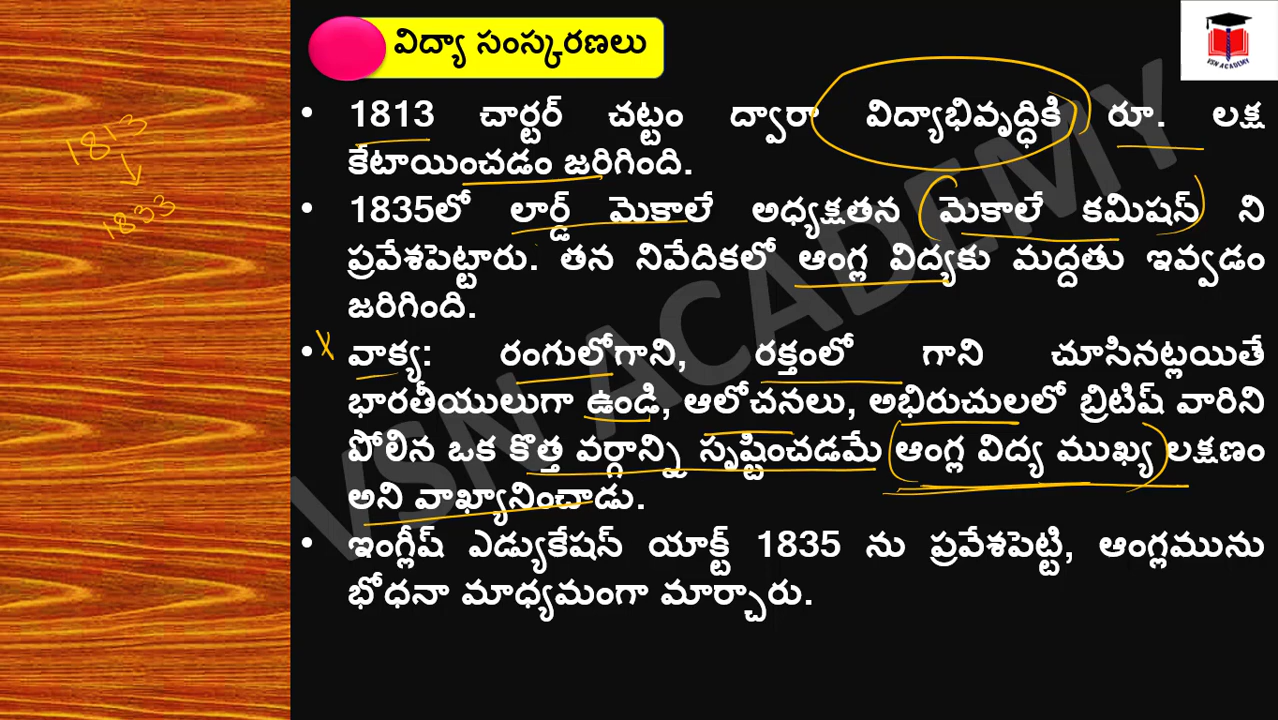 విద్యా సంస్కరణలు
VSN ACADEMY
• 1813 చార్టర్ చట్టం ద్వారా విద్యాభివృద్ధికి రూ. లక్ష
కేటాయించడం జరిగింది.
1813
↓
1833
• 1835లో లార్డ్ మెకాలే అధ్యక్షతన మెకాలే కమిషన్ ని
ప్రవేశపెట్టారు. తన నివేదికలో ఆంగ్ల విద్యకు మద్దతు ఇవ్వడం
జరిగింది.
• వాక్య: రంగులోగాని, రక్తంలో గాని చూసినట్లయితే
భారతీయులుగా ఉండి, ఆలోచనలు, అభిరుచులలో బ్రిటిష్ వారిని
పోలిన ఒక కొత్త వర్గాన్ని సృష్టించడమే ఆంగ్ల విద్య ముఖ్య లక్షణం
అని వాఖ్యానించాడు.
• ఇంగ్లీష్ ఎడ్యుకేషన్ యాక్ట్ 1835 ను ప్రవేశపెట్టి, ఆంగ్లమును
భోధనా మాధ్యమంగా మార్చారు.
VSN ACADEMY